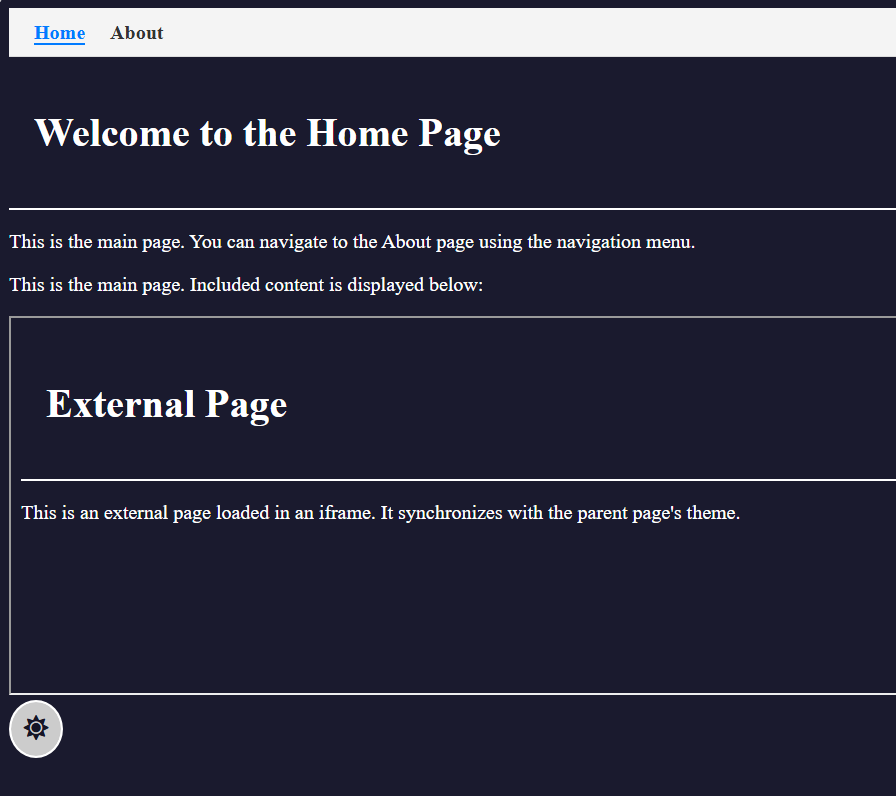 Home About
Welcome to the Home Page
This is the main page. You can navigate to the About page using the navigation menu.
This is the main page. Included content is displayed below:
External Page
This is an external page loaded in an iframe. It synchronizes with the parent page's theme.